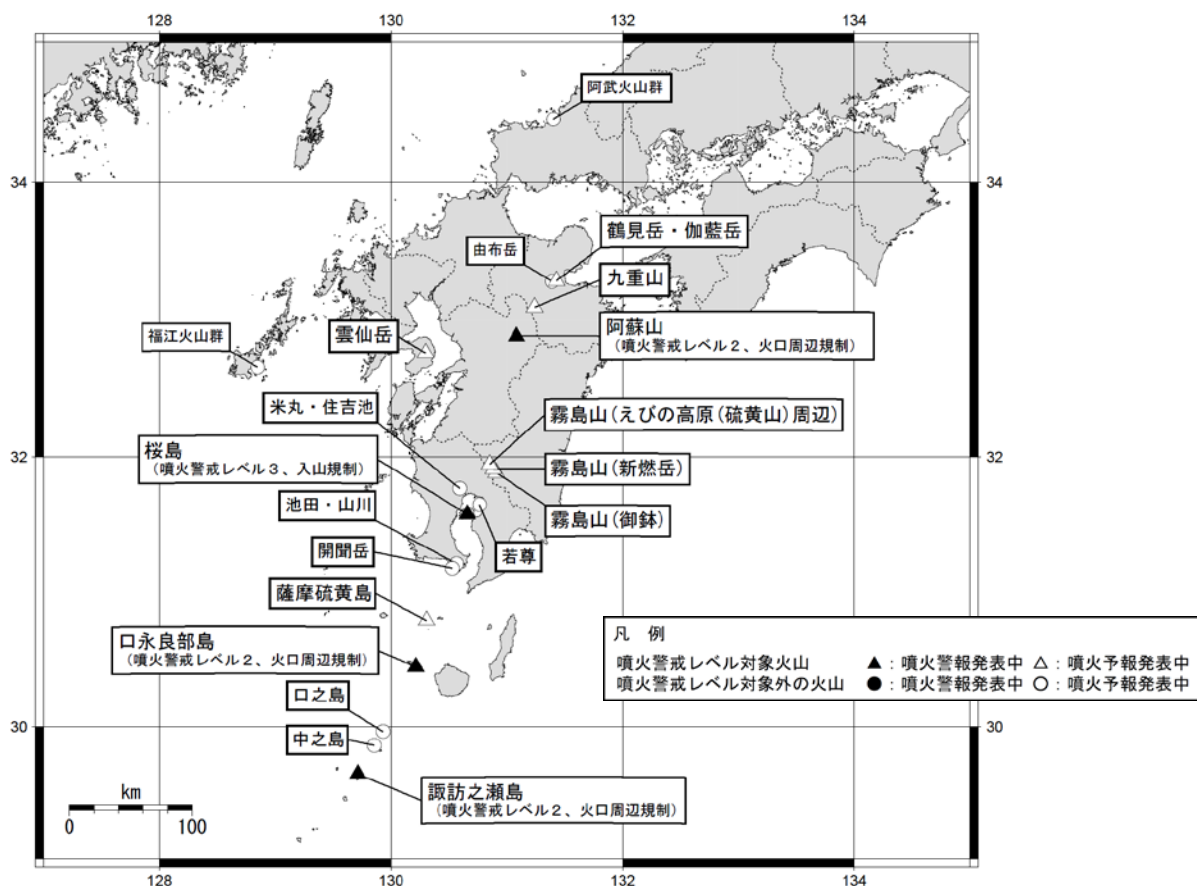 128
130
132
134
阿武火山群
34
34
鶴見岳・伽藍岳
由布岳
九重山
福江火山群
雲仙岳
阿蘇山
(噴火警戒レベル2、火口周辺規制)
米丸・住吉池
霧島山(えびの高原(硫黄山)周辺)
桜島
(噴火警戒レベル3、入山規制)
32
32
霧島山(新燃岳)
池田・山川
霧島山(御鉢)
開聞岳
若尊
薩摩硫黄島
口永良部島
(噴火警戒レベル2、火口周辺規制)
凡 例
噴火警戒レベル対象火山 ▲:噴火警報発表中 △:噴火予報発表中
噴火警戒レベル対象外の火山 ●:噴火警報発表中 ○:噴火予報発表中
口之島
30
30
中之島
諏訪之瀬島
(噴火警戒レベル2、火口周辺規制)
km
0 100
128
130
132
134